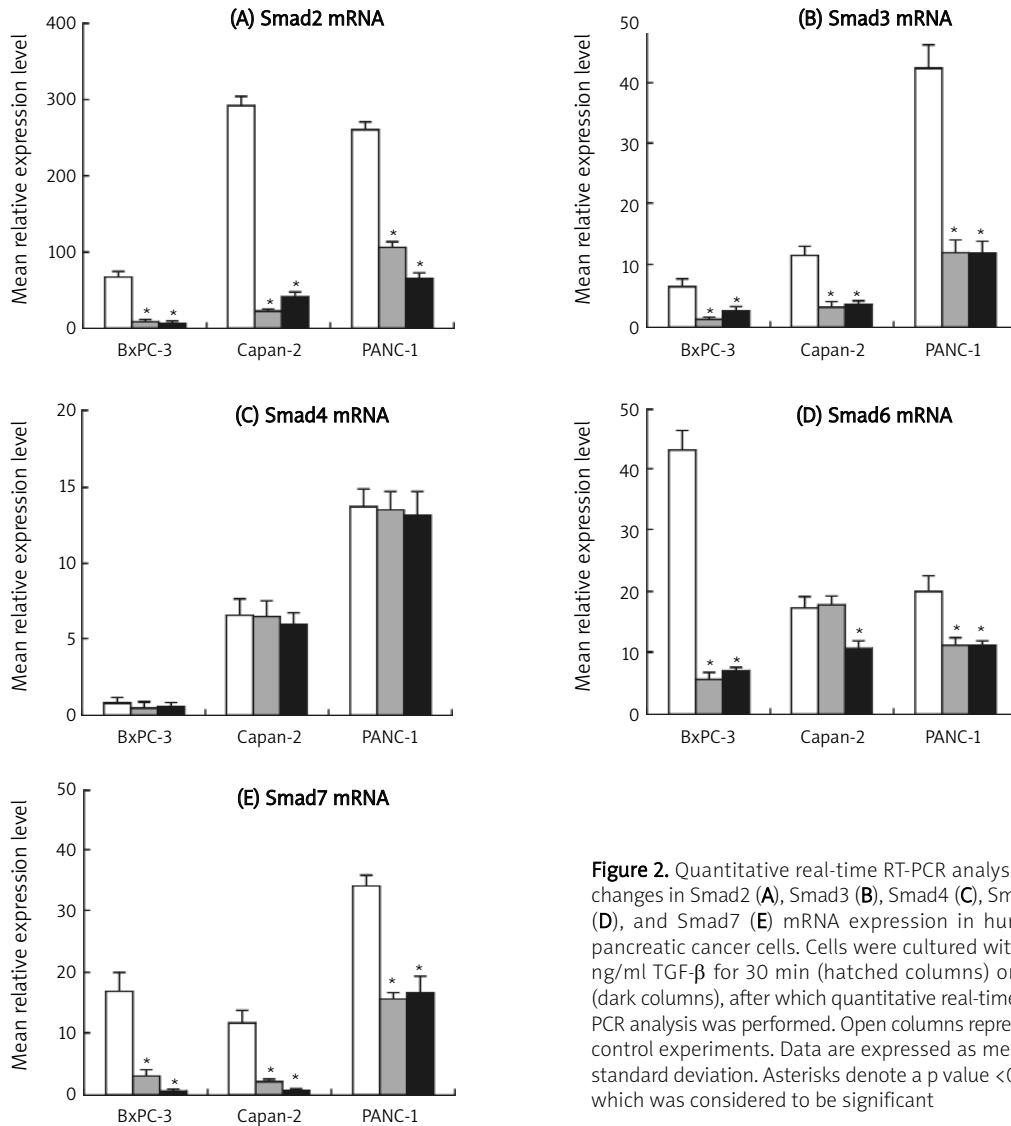 (A) Smad2 mRNA
Mean relative expression level
400
300
200
100
0
BxPC-3 Capan-2 PANC-1
* * * * * *
(B) Smad3 mRNA
Mean relative expression level
50
40
30
20
10
0
BxPC-3 Capan-2 PANC-1
* * * * * *
(C) Smad4 mRNA
Mean relative expression level
20
15
10
5
0
BxPC-3 Capan-2 PANC-1
(D) Smad6 mRNA
Mean relative expression level
50
40
30
20
10
0
BxPC-3 Capan-2 PANC-1
* * * * *
(E) Smad7 mRNA
Mean relative expression level
50
40
30
20
10
0
BxPC-3 Capan-2 PANC-1
* * * * * *
Figure 2. Quantitative real-time RT-PCR analys
changes in Smad2 (A), Smad3 (B), Smad4 (C), Sm
(D), and Smad7 (E) mRNA expression in hur
pancreatic cancer cells. Cells were cultured wit
ng/ml TGF-β for 30 min (hatched columns) or
(dark columns), after which quantitative real-time
PCR analysis was performed. Open columns repre
control experiments. Data are expressed as me
standard deviation. Asterisks denote a p value <0
which was considered to be significant